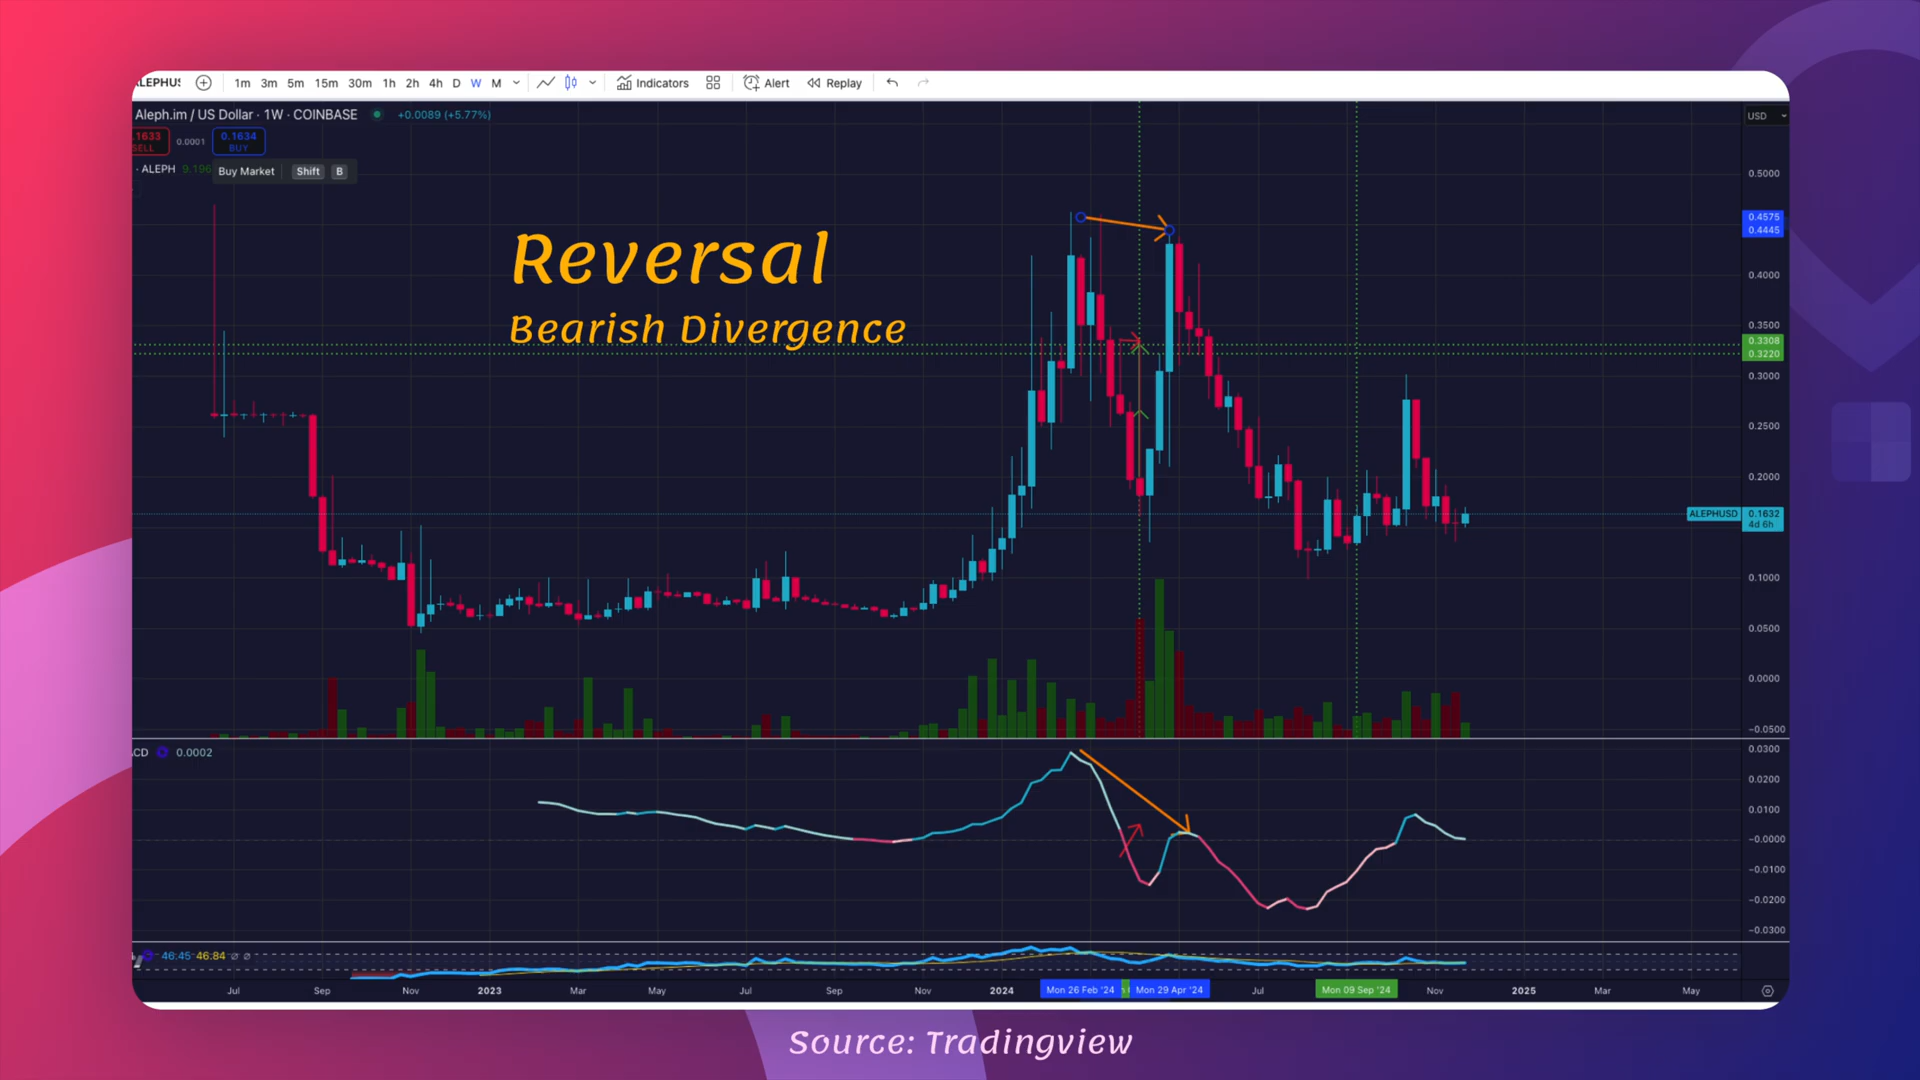 LEPHUS 1m 3m 5m 15m 30m 1h 2h 4h D W M Indicators Alert Replay
Aleph.im / US Dollar · 1W · COINBASE +0.0089 (+5.77%)
USD
.1633 0.0001 0.1634
SELL BUY
· ALEPH 9.196 Buy Market Shift B
0.5000
0.4575
0.4445
0.4000
0.3500
0.3308
0.3220
0.3000
0.2500
0.2000
ALEPHUSD 0.1632
4d 6h
0.1000
0.0500
0.0000
−0.0500
Reversal
Bearish Divergence
CD 0.0002
0.0300
0.0200
0.0100
−0.0000
−0.0100
−0.0200
−0.0300
46.45 46.84 ∅ ∅
Jul Sep Nov 2023 Mar May Jul Sep Nov 2024 Mon 26 Feb '24 Mon 29 Apr '24 Jul Mon 09 Sep '24 Nov 2025 Mar May
Source: Tradingview